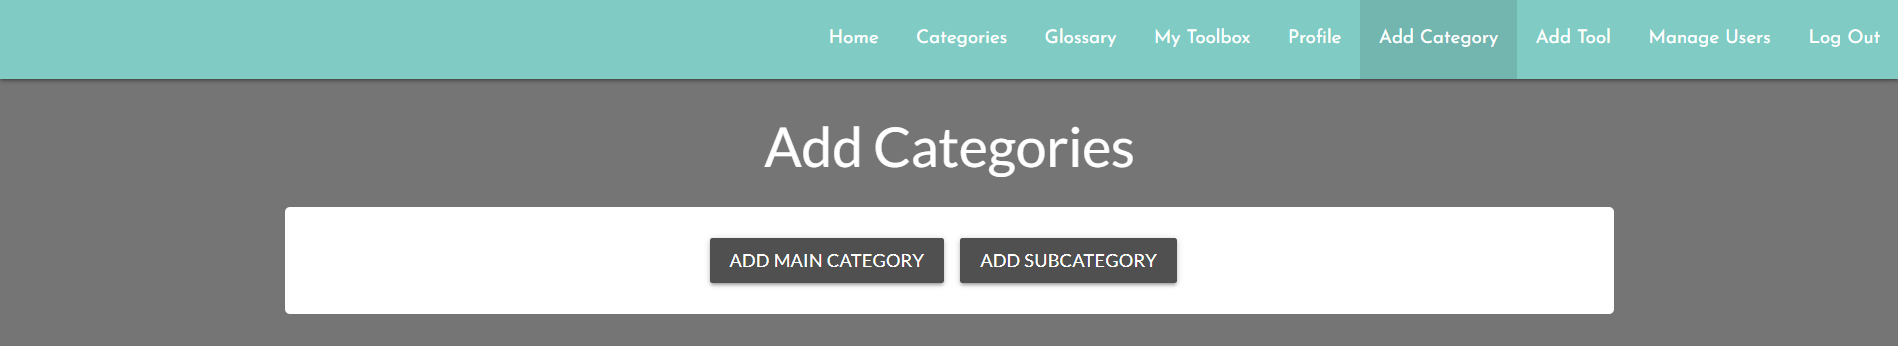 Home Categories Glossary My Toolbox Profile Add Category Add Tool Manage Users Log Out
Add Categories
ADD MAIN CATEGORY ADD SUBCATEGORY